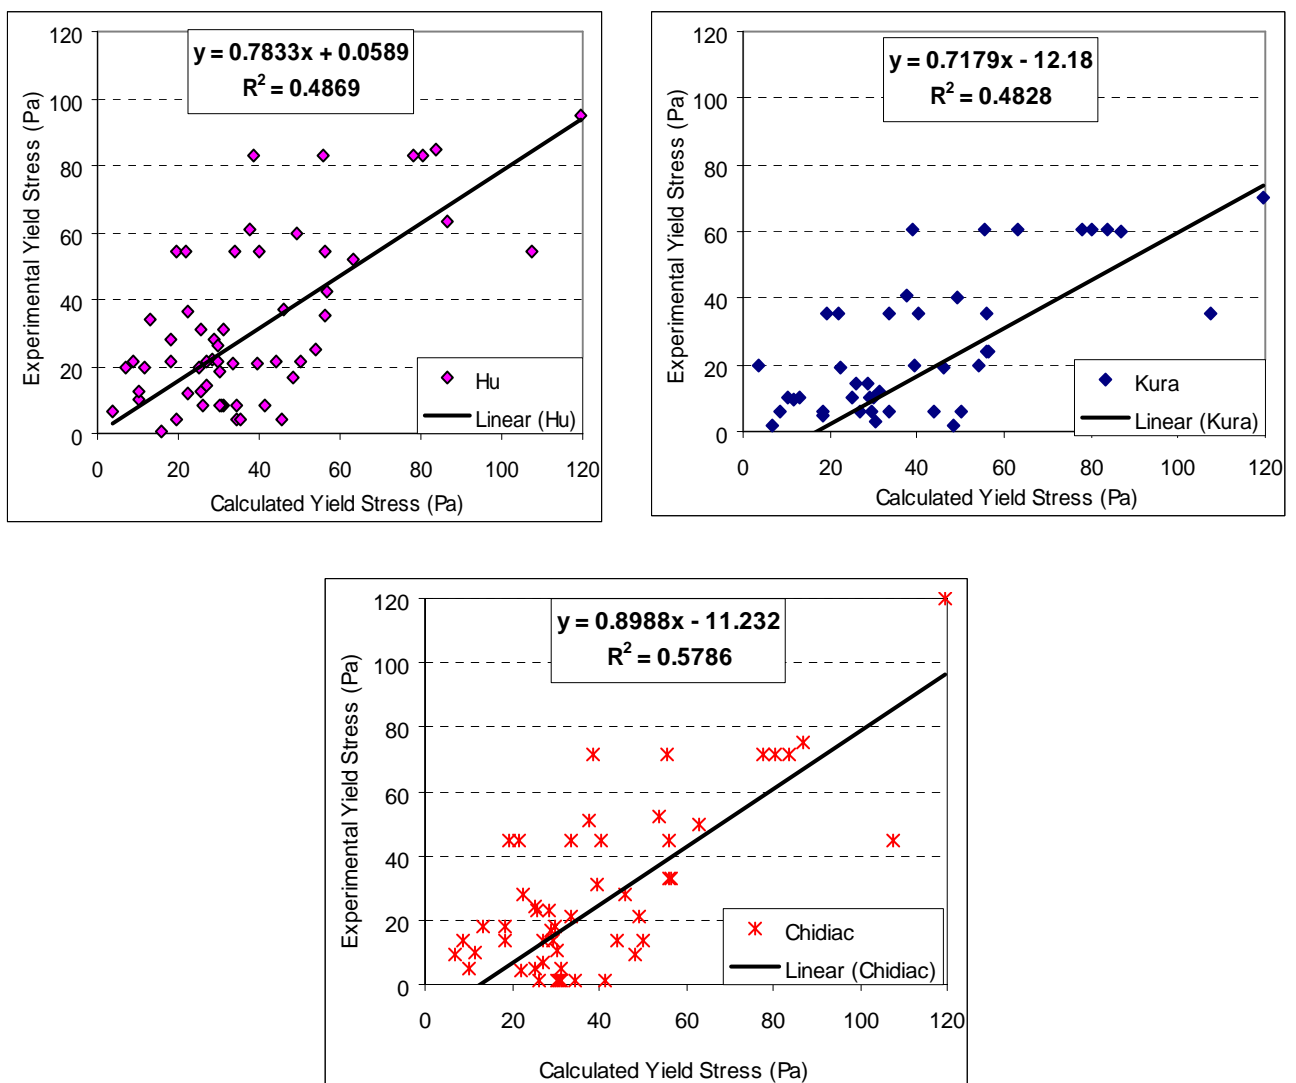 y = 0.7833x + 0.0589
R² = 0.4869
Experimental Yield Stress (Pa)
120
100
80
60
40
20
0
0 20 40 60 80 100 120
Calculated Yield Stress (Pa)
Hu
Linear (Hu)
y = 0.7179x - 12.18
R² = 0.4828
Experimental Yield Stress (Pa)
120
100
80
60
40
20
0
0 20 40 60 80 100 120
Calculated Yield Stress (Pa)
Kura
Linear (Kura)
y = 0.8988x - 11.232
R² = 0.5786
Experimental Yield Stress (Pa)
120
100
80
60
40
20
0
0 20 40 60 80 100 120
Calculated Yield Stress (Pa)
Chidiac
Linear (Chidiac)